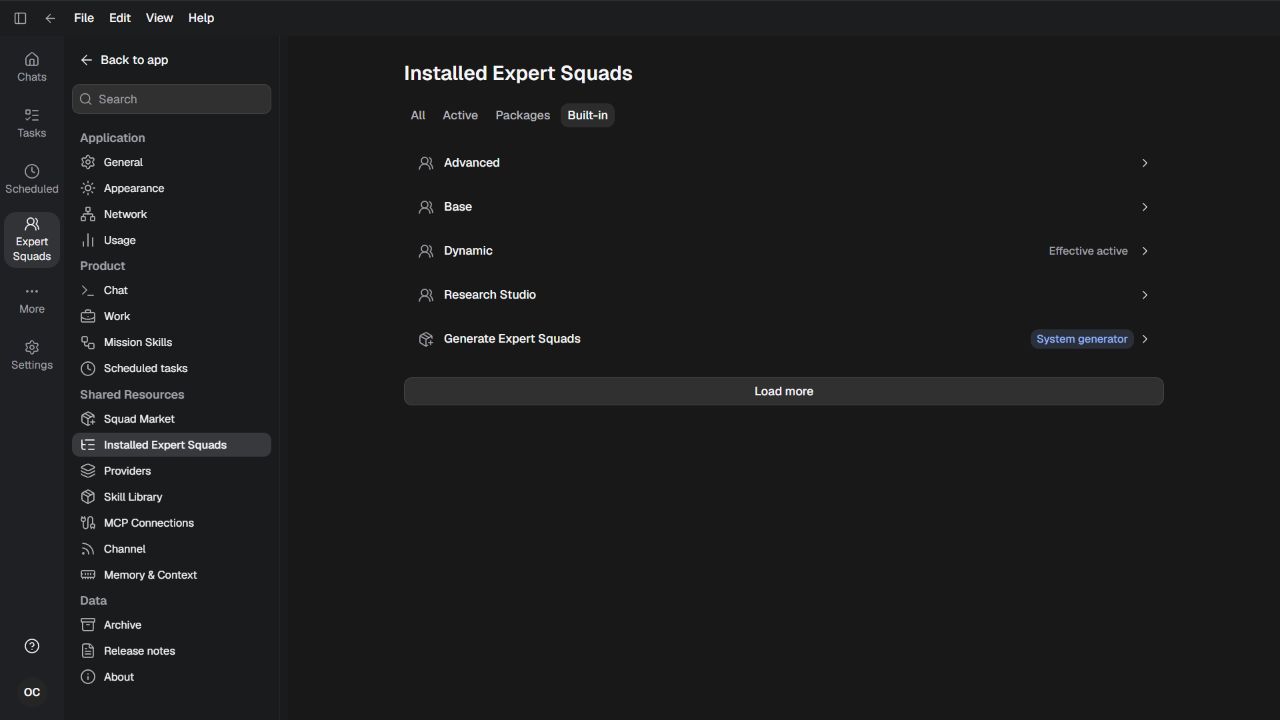 File Edit View Help
Chats
Tasks
Scheduled
Expert
Squads
More
Settings
OC
Back to app
Search
Application
General
Appearance
Network
Usage
Product
Chat
Work
Mission Skills
Scheduled tasks
Shared Resources
Squad Market
Installed Expert Squads
Providers
Skill Library
MCP Connections
Channel
Memory & Context
Data
Archive
Release notes
About
Installed Expert Squads
All Active Packages Built-in
Advanced
Base
Dynamic Effective active
Research Studio
Generate Expert Squads System generator
Load more